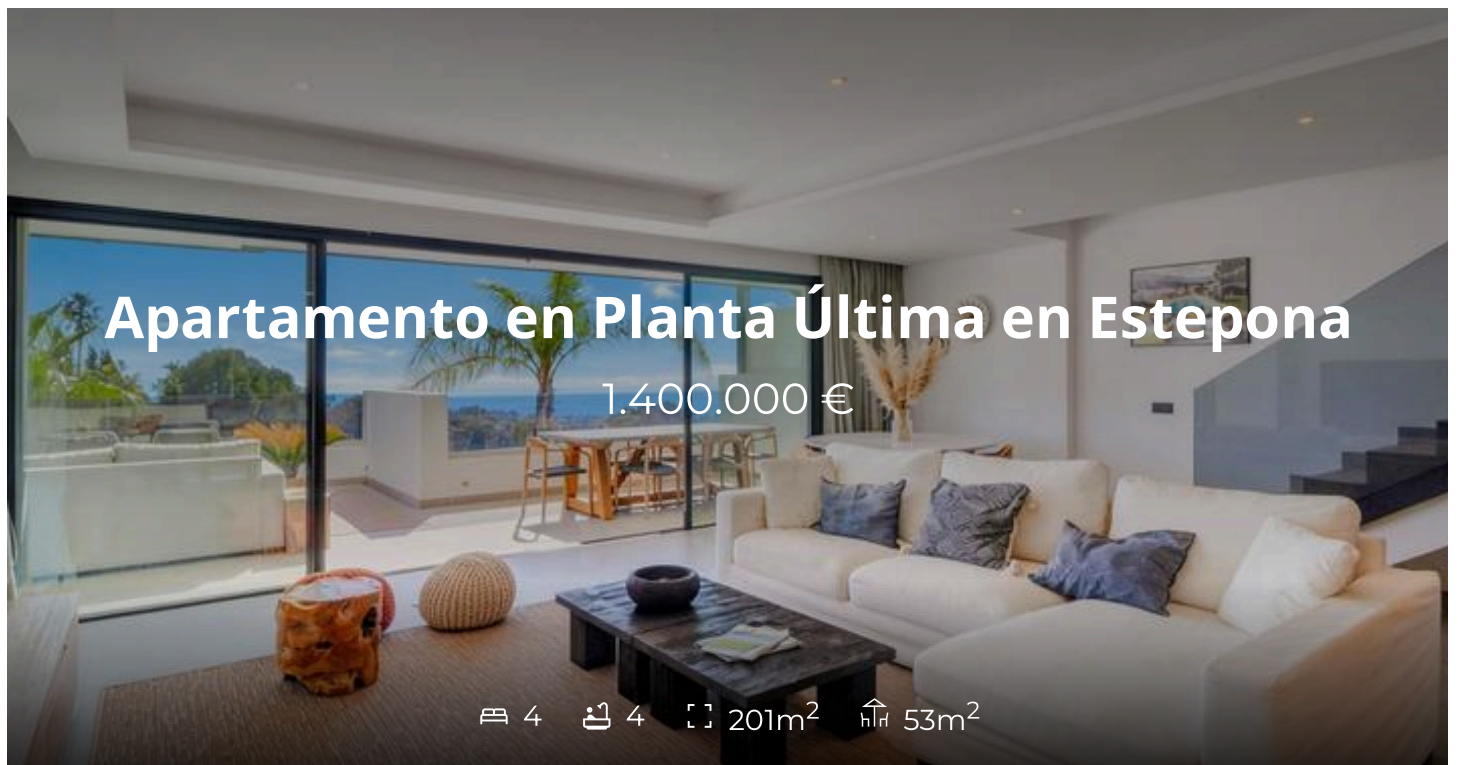 Apartamento en Planta Última en Estepona
1.400.000 €
4 4 201m² 53m²